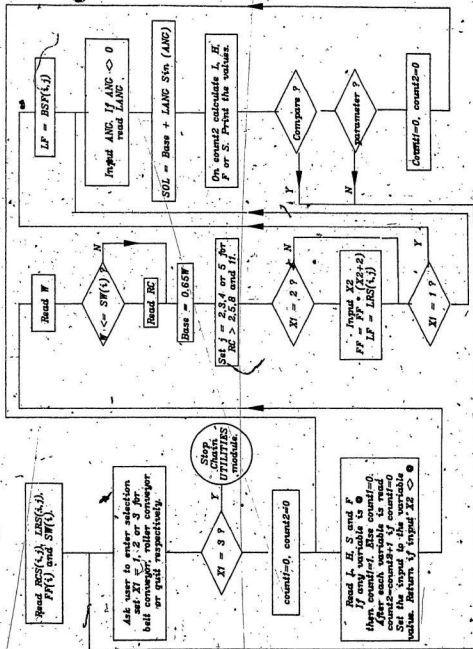 Read RCS(i,j), LRS(i,j),
FF(i) and SW(i).
Ask user to enter selection
set X1 = 1, 2 or 3 for
belt conveyor, roller conveyor
or quit respectively.
X1 = 3 ?
Y
Stop
Chain
UTILITIES
module.
count1=0, count2=0
Read L, H, S and F
If any variable is 0
then count1=1. Else count1=0.
After each variable is read
count2=count2+1 if count1=0
Set the input to the variable
value. Return if input X2 <> 0
Read W
W <= SW(i) ?
N
Read RC
Base = 0.65W
Set j = 2,3,4 or 5 for
RC > 2,5,8 and 11.
X1 = 2 ?
N
Input X2
FF = FF * (X2+2)
LF = LRS(i,j)
X1 = 1 ?
Y
LF = BSF(i,j)
Input ANG. If ANG <> 0
read LANG
SOL = Base + LANG Sin (ANG)
On count2 calculate L, H,
F or S. Print the values.
Compare ?
Y
parameter ?
N
Count1=0, count2=0